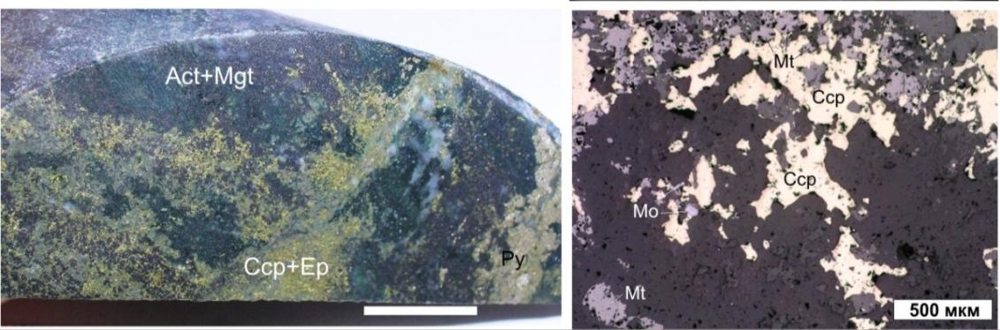 Act+Mgt
Ccp+Ep
Py
Mt
Ccp
Ccp
Mo
Mt
500 мкм